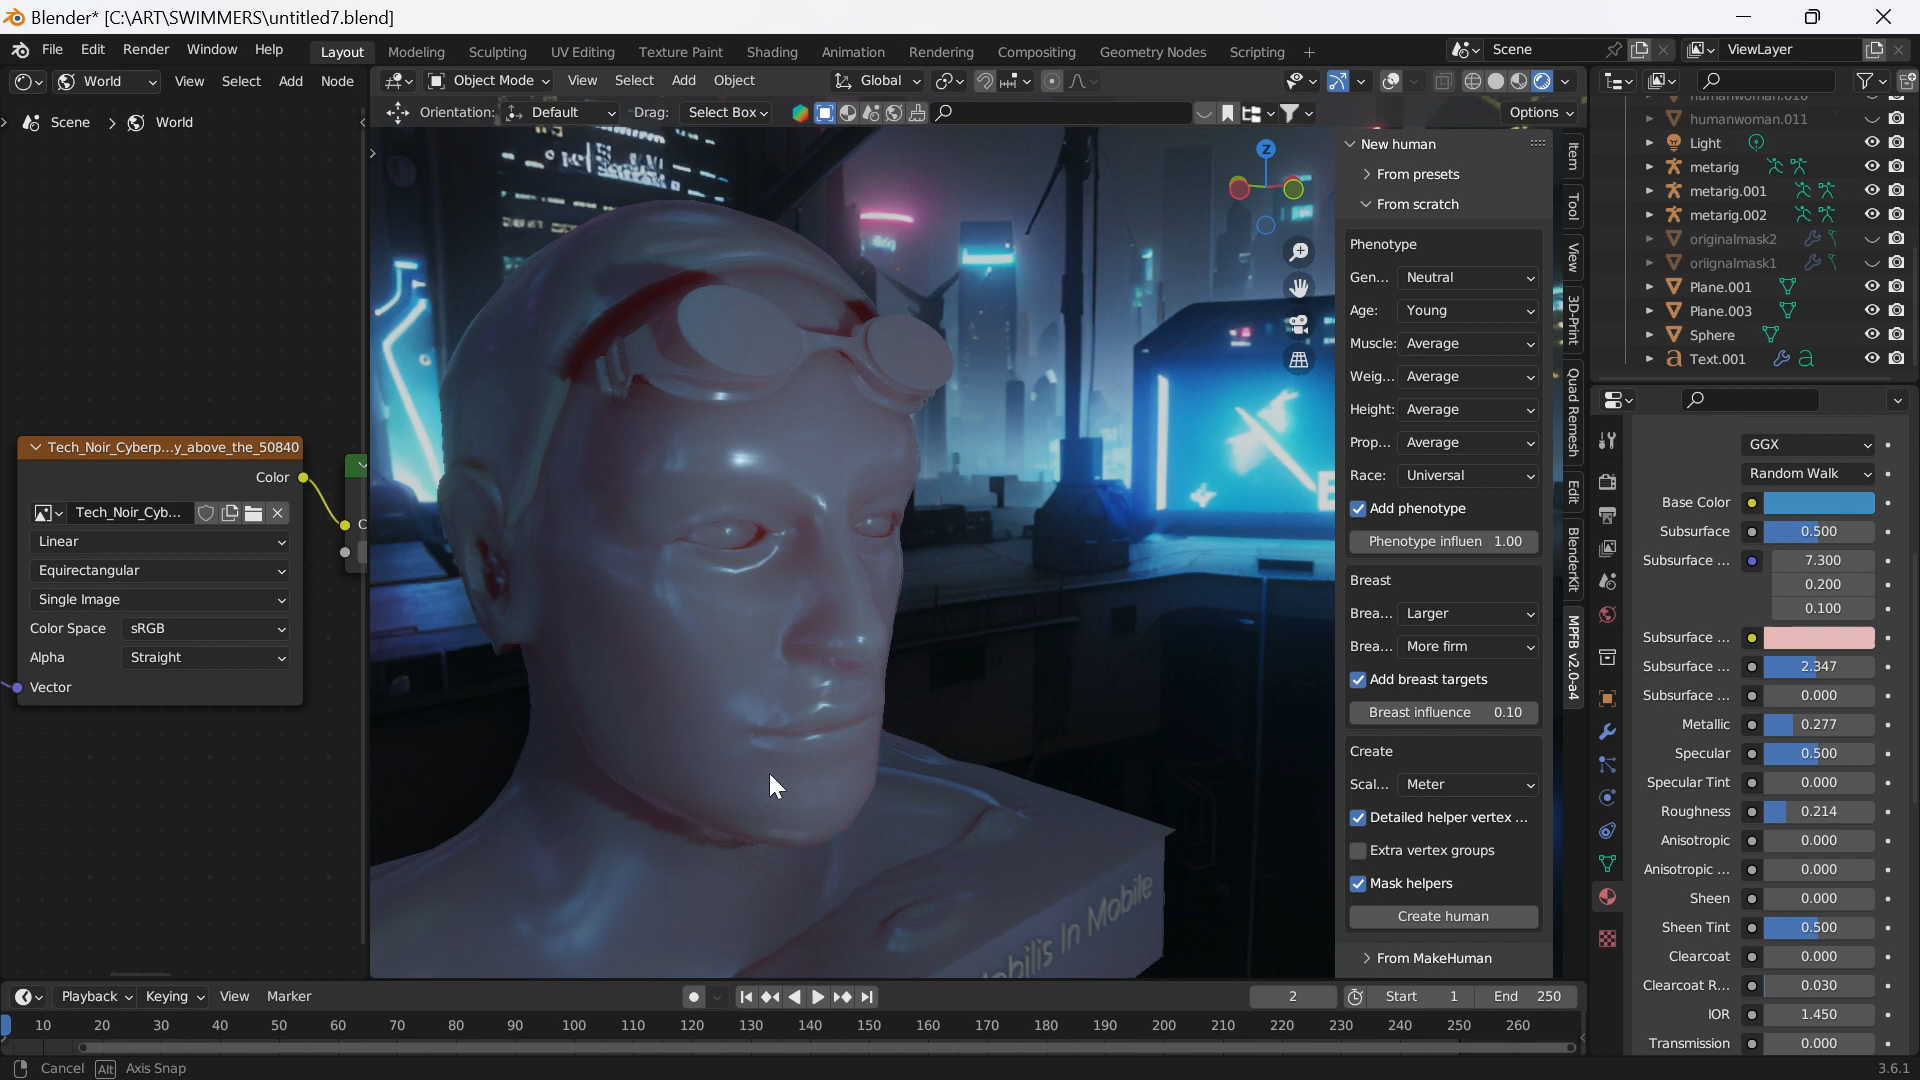 Blender* [C:\ART\SWIMMERS\untitled7.blend]
File Edit Render Window Help
Layout Modeling Sculpting UV Editing Texture Paint Shading Animation Rendering Compositing Geometry Nodes Scripting +
Scene
ViewLayer
World View Select Add Node
Object Mode View Select Add Object Global
Orientation: Default Drag: Select Box
Options
Scene > World
Tech_Noir_Cyberp...y_above_the_50840
Color
Tech_Noir_Cyb...
Linear
Equirectangular
Single Image
Color Space sRGB
Alpha Straight
Vector
C
Z
bilis In Mobile
New human
From presets
From scratch
Phenotype
Gen... Neutral
Age: Young
Muscle: Average
Weig... Average
Height: Average
Prop... Average
Race: Universal
Add phenotype
Phenotype influen 1.00
Breast
Brea... Larger
Brea... More firm
Add breast targets
Breast influence 0.10
Create
Scal... Meter
Detailed helper vertex ...
Extra vertex groups
Mask helpers
Create human
From MakeHuman
Item
Tool
View
3D-Print
Quad Remesh
Edit
BlenderKit
MPFB v2.0-a4
humanwoman.010
humanwoman.011
Light
metarig
metarig.001
metarig.002
originalmask2
oriignalmask1
Plane.001
Plane.003
Sphere
Text.001
GGX
Random Walk
Base Color
Subsurface 0.500
Subsurface ... 7.300
0.200
0.100
Subsurface ...
Subsurface ... 2.347
Subsurface ... 0.000
Metallic 0.277
Specular 0.500
Specular Tint 0.000
Roughness 0.214
Anisotropic 0.000
Anisotropic ... 0.000
Sheen 0.000
Sheen Tint 0.500
Clearcoat 0.000
Clearcoat R... 0.030
IOR 1.450
Transmission 0.000
Playback Keying View Marker
2 Start 1 End 250
10 20 30 40 50 60 70 80 90 100 110 120 130 140 150 160 170 180 190 200 210 220 230 240 250 260
Cancel Alt Axis Snap
3.6.1